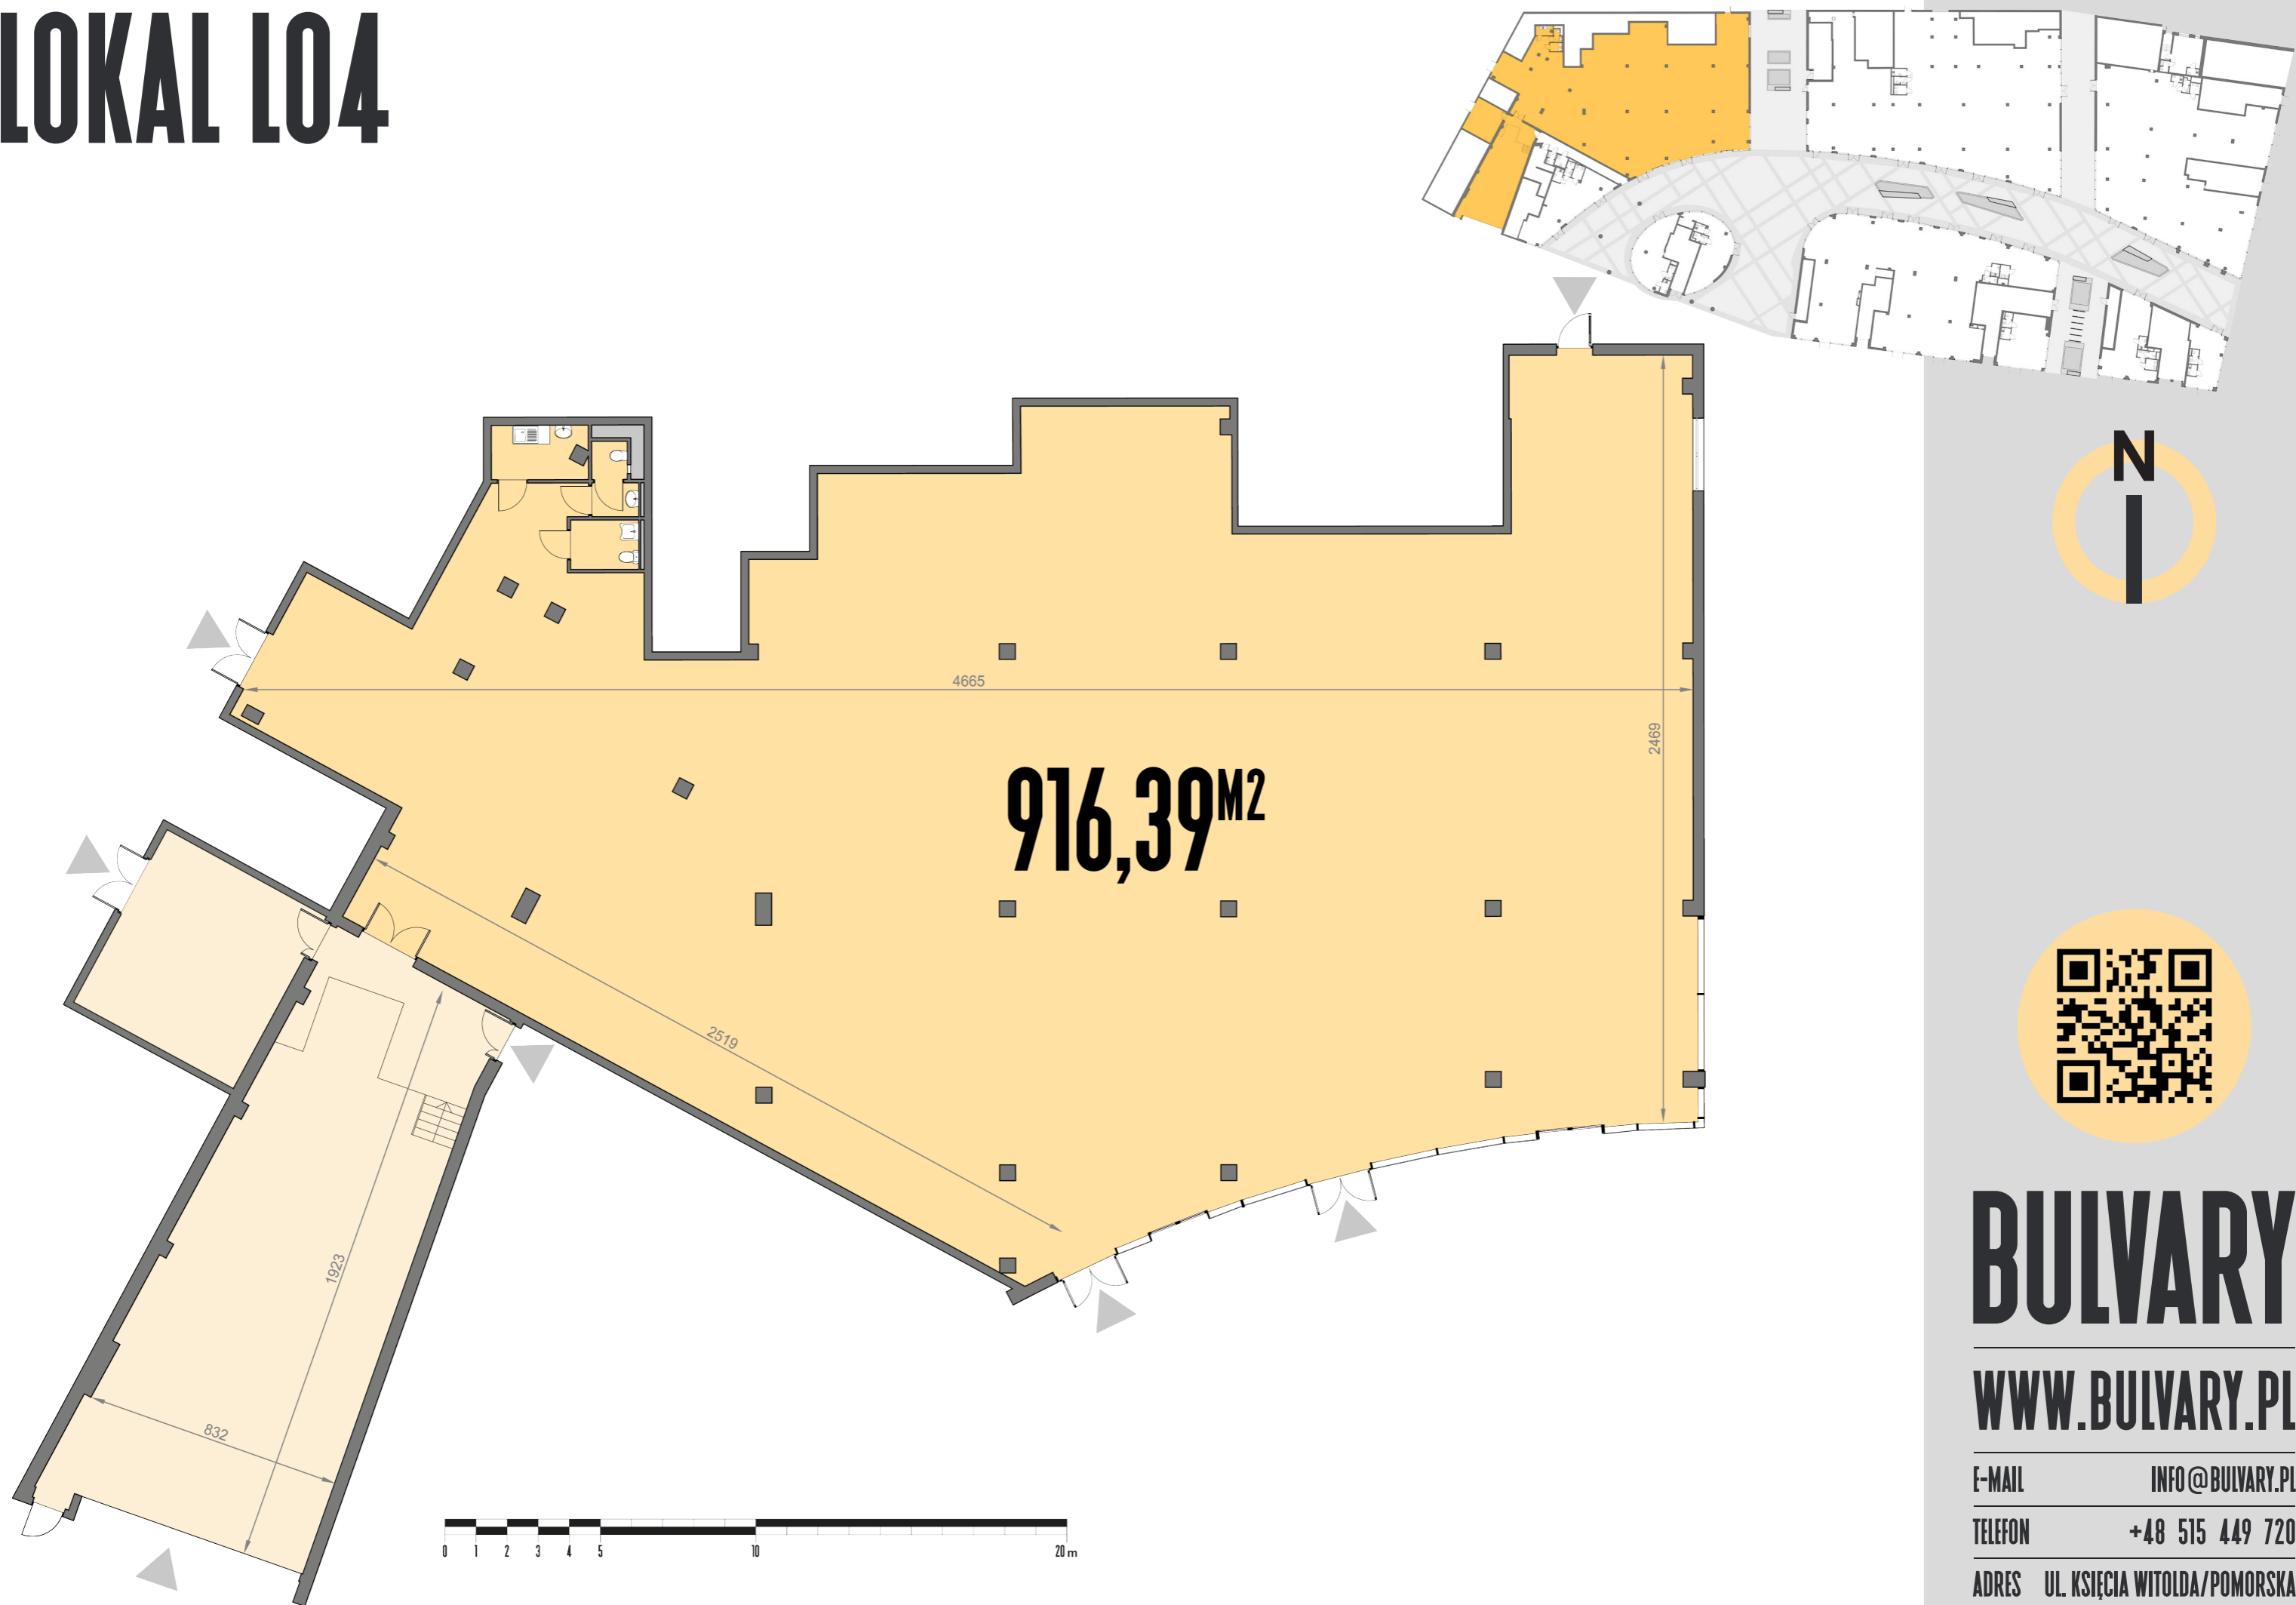 LOKAL L04
N
4665
2469
916,39M2
2519
1923
832
0 1 2 3 4 5 10 20 m
BULVARY
WWW.BULVARY.PL
E-MAIL INFO@BULVARY.PL
TELEFON +48 515 449 720
ADRES UL. KSIĘCIA WITOLDA/POMORSKA